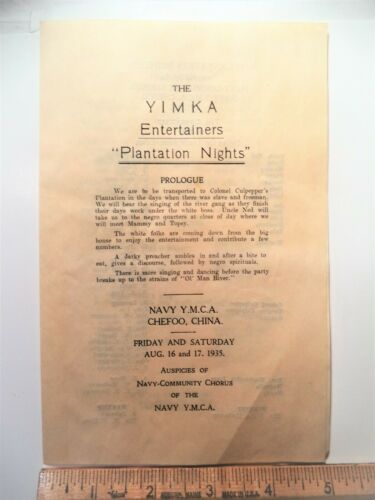 THE
YIMKA
Entertainers
"Plantation Nights"
PROLOGUE
We are to be transported to Colonel Culpepper's
Plantation in the days when there was slave and freeman.
We will hear the singing of the river gang as they finish
their days work under the white boss. Uncle Ned will
take us to the negro quarters at close of day where we
will meet Mammy and Topsy.
The white folks are coming down from the big
house to enjoy the entertainment and contribute a few
numbers.
A darky preacher ambles in and after a bite to
eat, gives a discourse, followed by negro spirituals.
There is more singing and dancing before the party
breaks up to the strains of "Ol' Man River."
NAVY Y.M.C.A.
CHEFOO, CHINA.
FRIDAY AND SATURDAY
AUG. 16 and 17. 1935.
AUSPICIES OF
NAVY-COMMUNITY CHORUS
OF THE
NAVY Y.M.C.A.
1 2 3 4 5
MADE IN U.S.A.